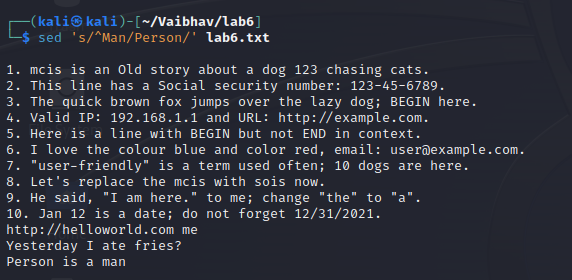 ┌──(kali㉿kali)-[~/Vaibhav/lab6]
└─$ sed 's/^Man/Person/' lab6.txt
1. mcis is an Old story about a dog 123 chasing cats.
2. This line has a Social security number: 123-45-6789.
3. The quick brown fox jumps over the lazy dog; BEGIN here.
4. Valid IP: 192.168.1.1 and URL: http://example.com.
5. Here is a line with BEGIN but not END in context.
6. I love the colour blue and color red, email: user@example.com.
7. "user-friendly" is a term used often; 10 dogs are here.
8. Let's replace the mcis with sois now.
9. He said, "I am here." to me; change "the" to "a".
10. Jan 12 is a date; do not forget 12/31/2021.
http://helloworld.com me
Yesterday I ate fries?
Person is a man